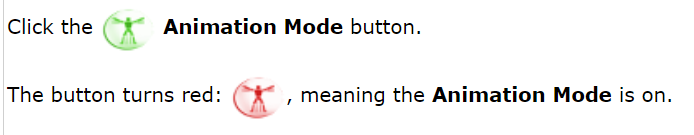 Click the Animation Mode button.
The button turns red: , meaning the Animation Mode is on.